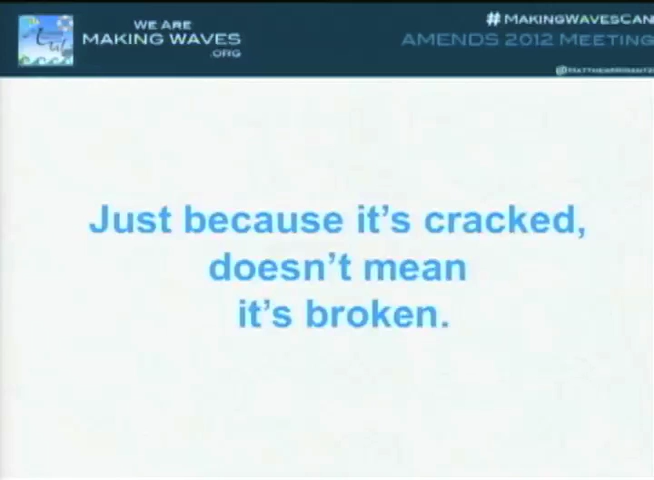 WE ARE
MAKING WAVES
.ORG
#MAKINGWAVESCAN
AMENDS 2012 MEETING
Just because it's cracked,
doesn't mean
it's broken.